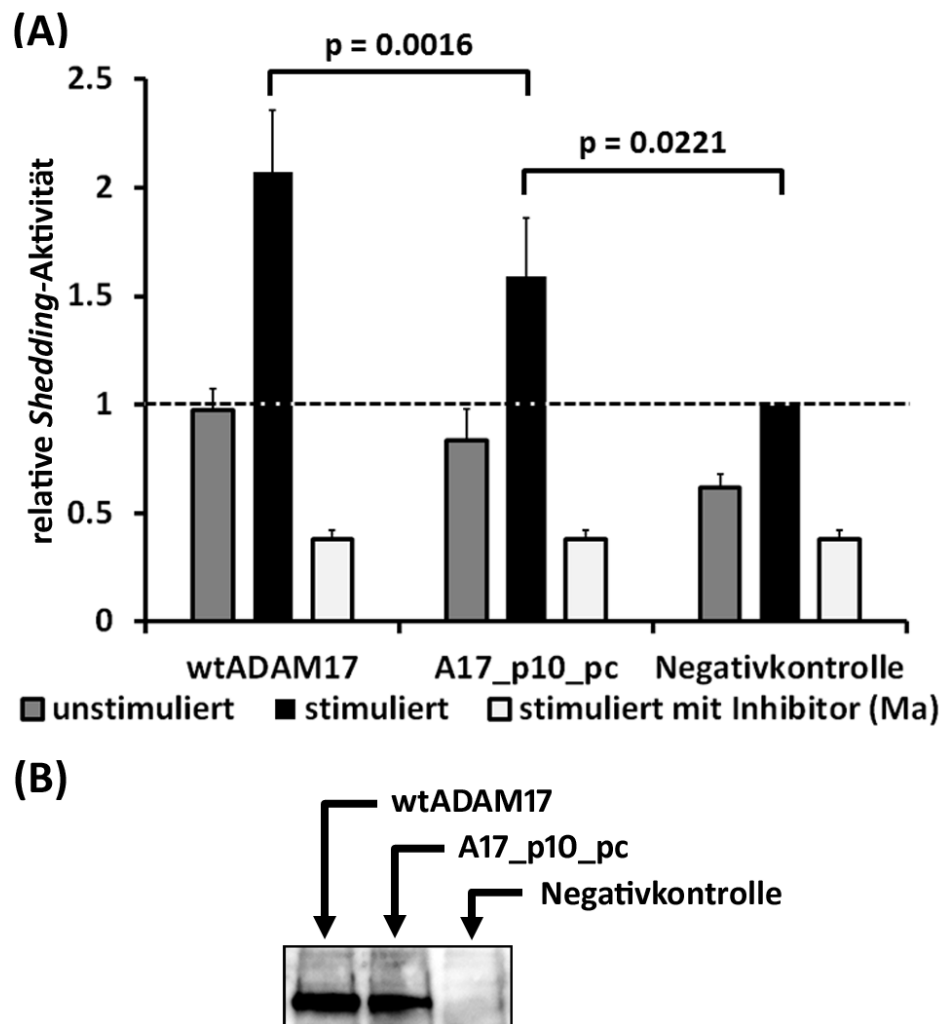 (A)
p = 0.0016
p = 0.0221
relative Shedding-Aktivität
2.5
2
1.5
1
0.5
0
wtADAM17 A17_p10_pc Negativkontrolle
unstimuliert stimuliert stimuliert mit Inhibitor (Ma)
(B)
wtADAM17
A17_p10_pc
Negativkontrolle